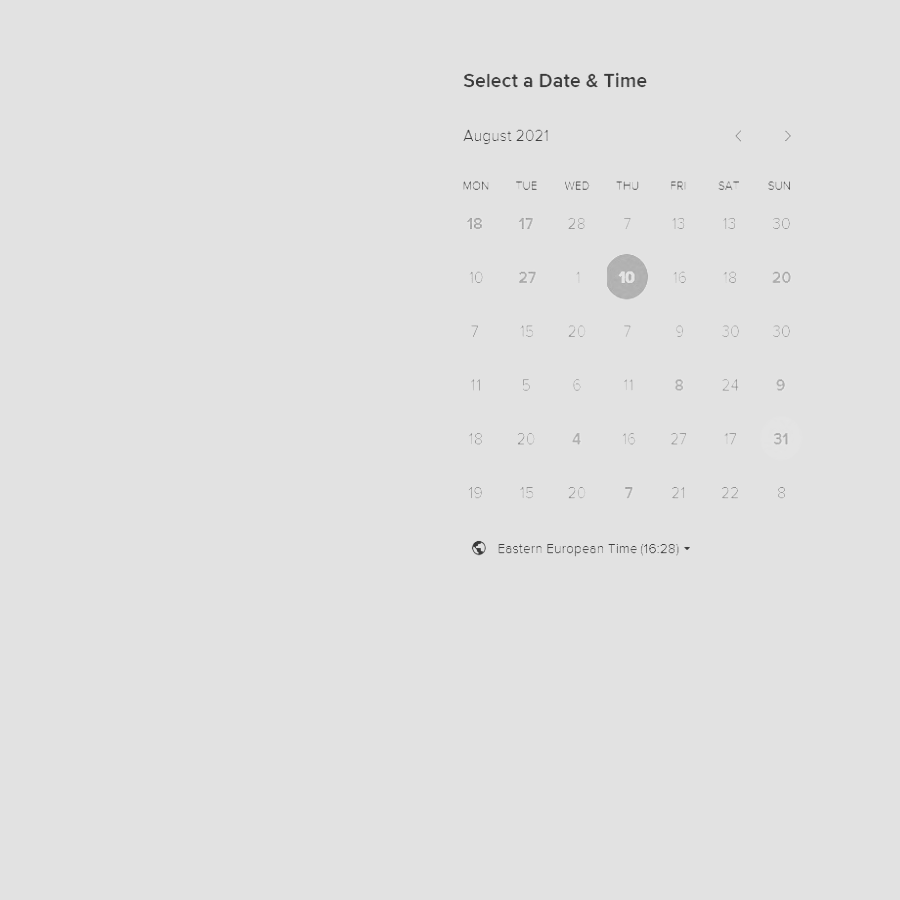 Select a Date & Time
August 2021
MON TUE WED THU FRI SAT SUN
18 17 28 7 13 13 30
10 27 1 10 16 18 20
7 15 20 7 9 30 30
11 5 6 11 8 24 9
18 20 4 16 27 17 31
19 15 20 7 21 22 8
Eastern European Time (16:28)